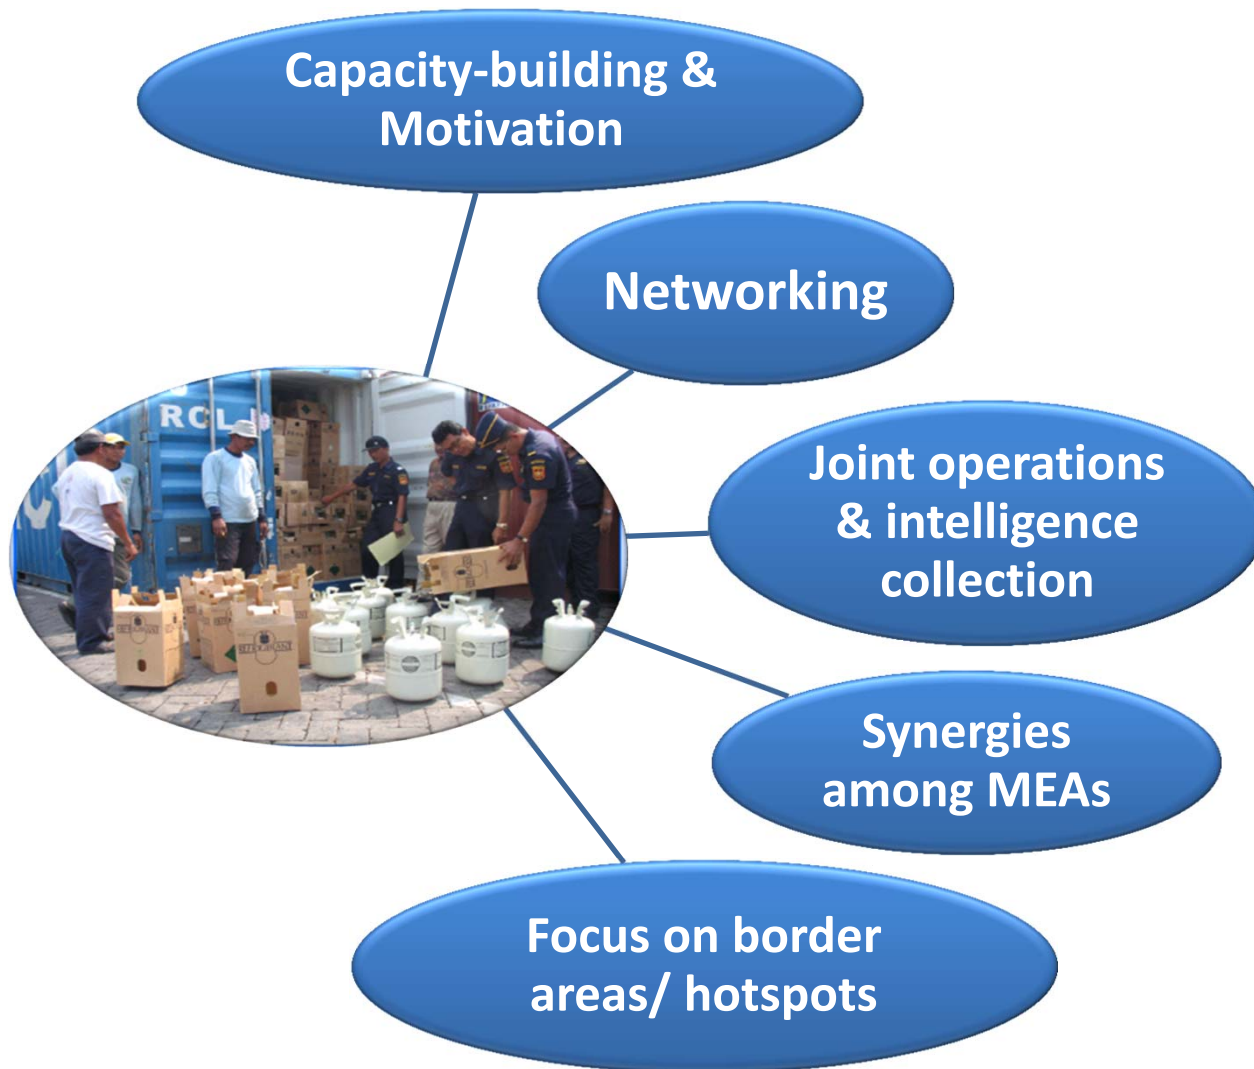 Capacity-building &
Motivation
Networking
Joint operations
& intelligence
collection
Synergies
among MEAs
Focus on border
areas/ hotspots
RCL